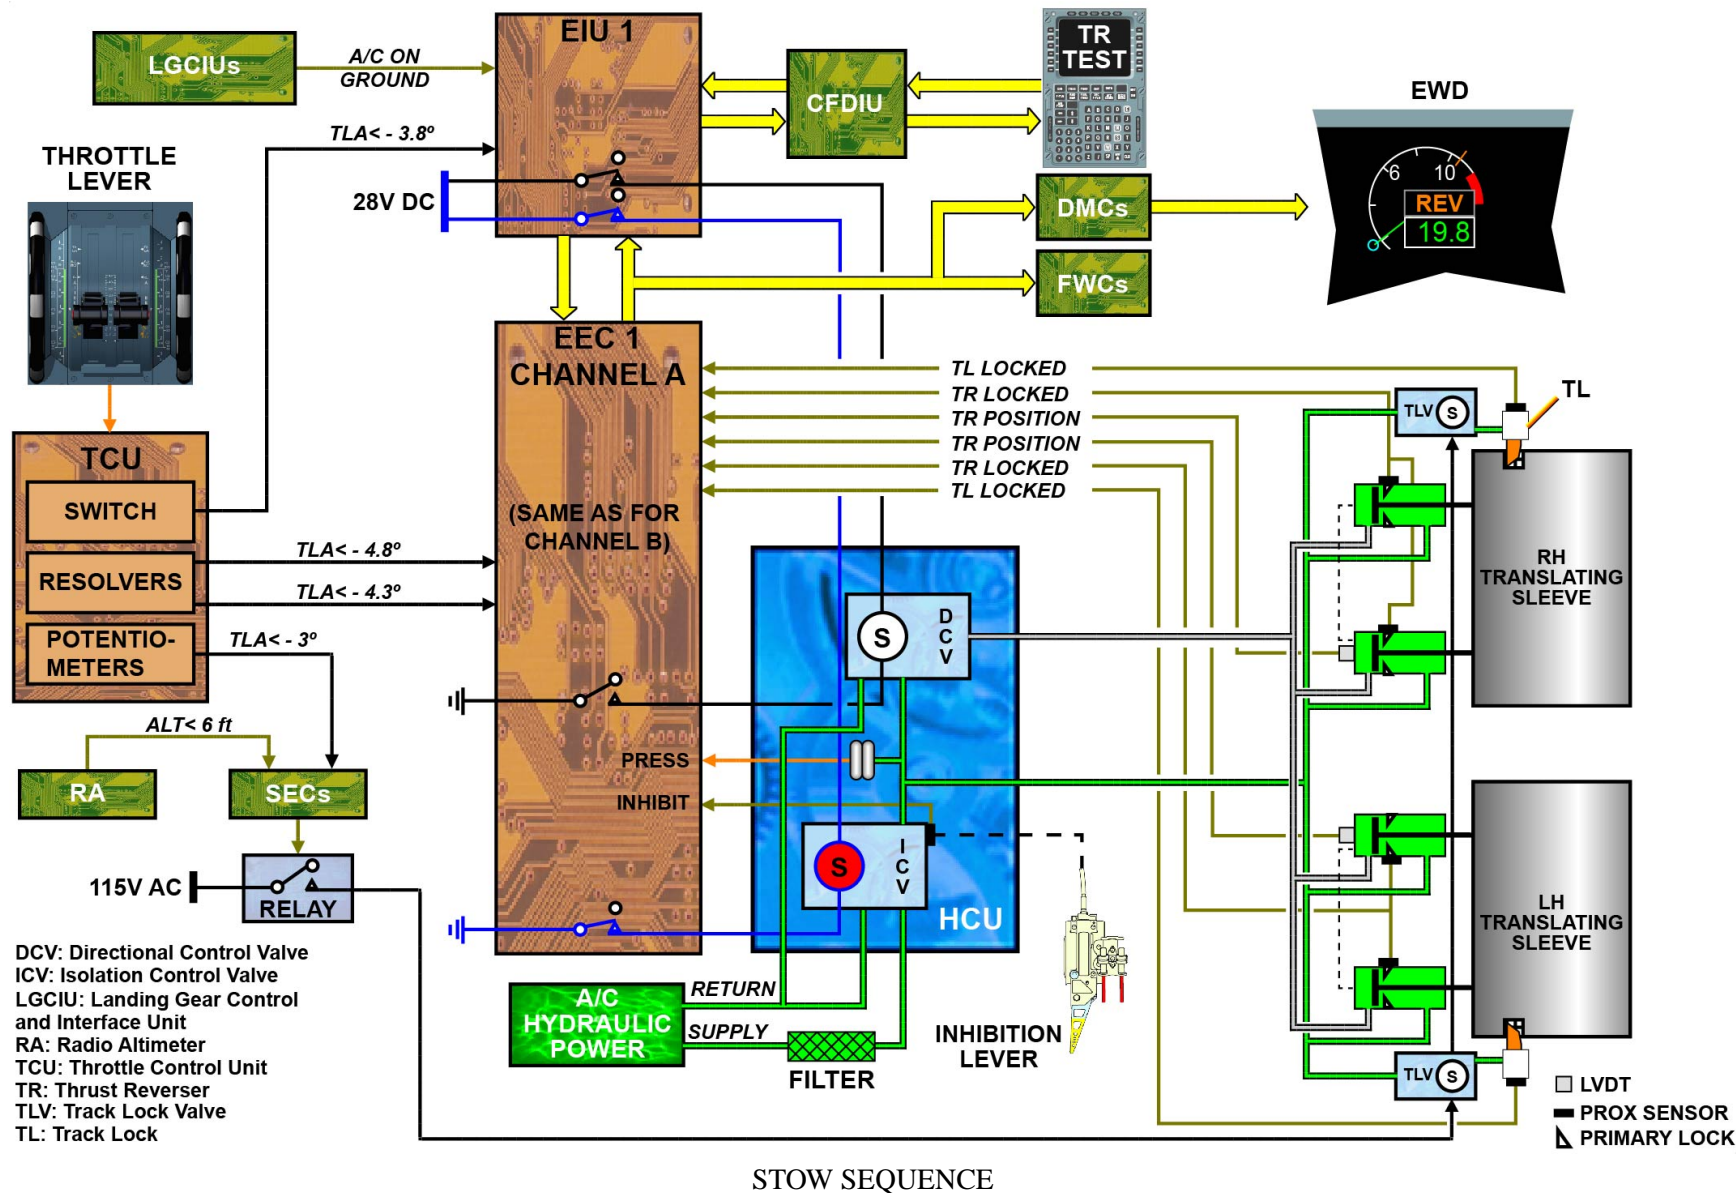 EIU 1
LGCIUs
A/C ON
GROUND
TLA< - 3.8º
28V DC
CFDIU
TR
TEST
EWD
6
10
REV
19.8
DMCs
FWCs
THROTTLE
LEVER
TCU
SWITCH
RESOLVERS
POTENTIO-
METERS
TLA< - 4.8º
TLA< - 4.3º
TLA< - 3º
EEC 1
CHANNEL A
(SAME AS FOR
CHANNEL B)
PRESS
INHIBIT
TL LOCKED
TR LOCKED
TR POSITION
TR POSITION
TR LOCKED
TL LOCKED
TLV
S
TL
RH
TRANSLATING
SLEEVE
S
D
C
V
S
I
C
V
HCU
LH
TRANSLATING
SLEEVE
TLV
S
ALT< 6 ft
RA
SECs
115V AC
RELAY
A/C
HYDRAULIC
POWER
RETURN
SUPPLY
FILTER
INHIBITION
LEVER
DCV: Directional Control Valve
ICV: Isolation Control Valve
LGCIU: Landing Gear Control
and Interface Unit
RA: Radio Altimeter
TCU: Throttle Control Unit
TR: Thrust Reverser
TLV: Track Lock Valve
TL: Track Lock
LVDT
PROX SENSOR
PRIMARY LOCK
STOW SEQUENCE